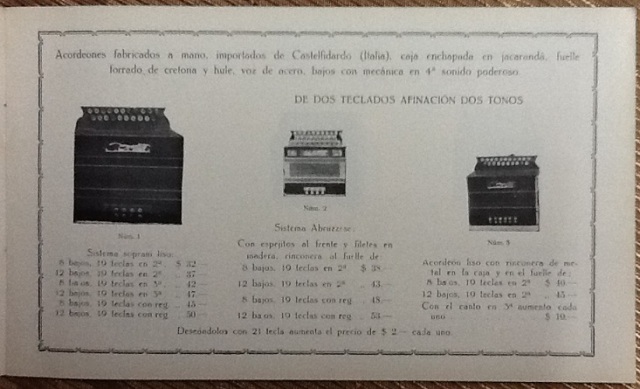 Acordeones fabricados a mano, importados de Castelfidardo (Italia), caja enchapada en jacarandá, fuelle
forrado de cretona y hule, voz de acero, bajos con mecánica en 4ª sonido poderoso.
DE DOS TECLADOS AFINACIÓN DOS TONOS
Núm. 1
Sistema soprani liso:
8 bajos, 19 teclas en 2ª $ 32.—
12 bajos, 19 teclas en 2ª .. 37
8 bajos, 19 teclas en 3ª .. 42
12 bajos, 19 teclas en 3ª .. 47
8 bajos, 19 teclas con reg. .. 45.—
12 bajos, 19 teclas con reg. 50.—
Núm. 2
Sistema Abruzzese:
Con espejitos al frente y filetes en
madera, rinconera al fuelle de:
8 bajos, 19 teclas en 2ª $ 38.—
12 bajos, 19 teclas en 2ª .. 43.—
8 bajos, 19 teclas con reg. .. 48.—
12 bajos, 19 teclas con reg. .. 53.—
Núm.
Acordeón liso con rinconera de me-
tal en la caja y en el fuelle de:
8 bajos, 19 teclas en 2ª $ 40.—
12 bajos, 19 teclas en 2ª .. 45.—
Con el canto en 3ª aumento cada
uno $ 10.—
Deseándolos con 21 tecla aumenta el precio de $ 2.— cada uno.